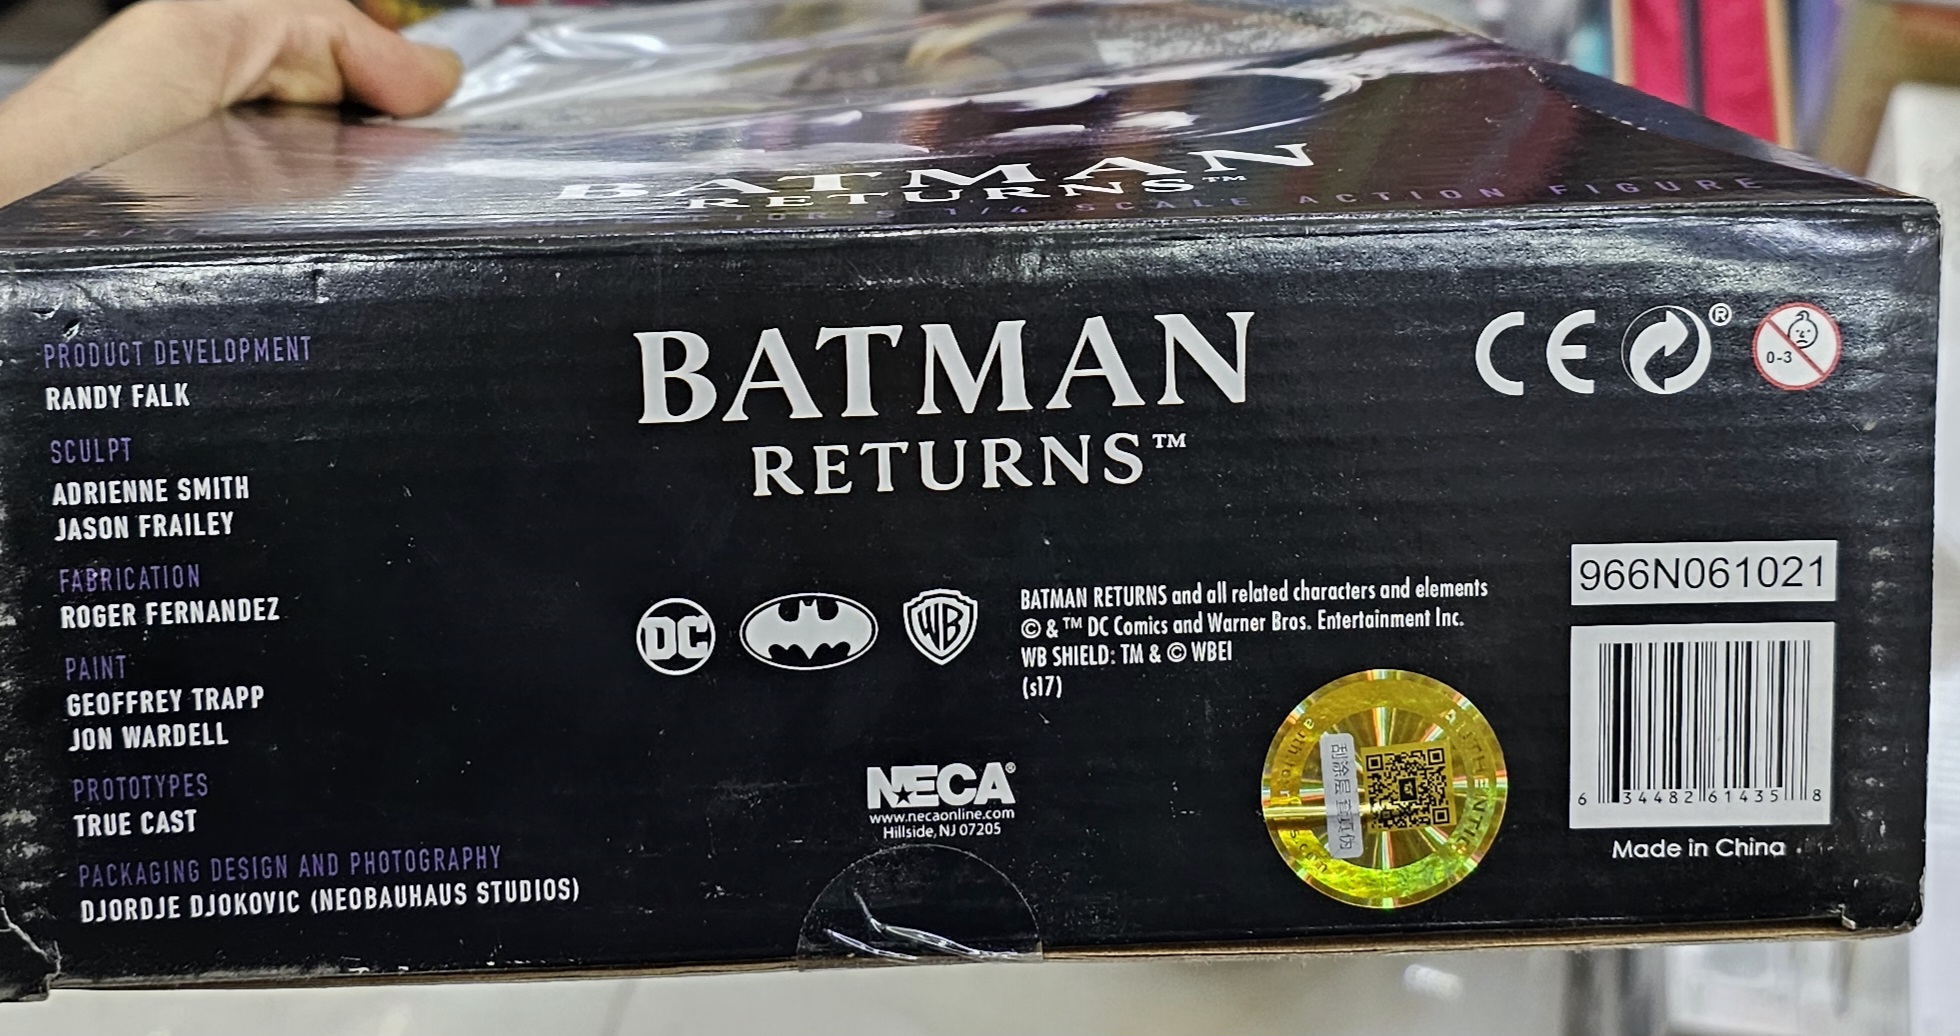 BATMAN
RETURNS™
1/4 SCALE ACTION FIGURE
PRODUCT DEVELOPMENT
RANDY FALK
SCULPT
ADRIENNE SMITH
JASON FRAILEY
FABRICATION
ROGER FERNANDEZ
PAINT
GEOFFREY TRAPP
JON WARDELL
PROTOTYPES
TRUE CAST
PACKAGING DESIGN AND PHOTOGRAPHY
DJORDJE DJOKOVIC (NEOBAUHAUS STUDIOS)
BATMAN
RETURNS™
DC
WB
BATMAN RETURNS and all related characters and elements
© & ™ DC Comics and Warner Bros. Entertainment Inc.
WB SHIELD: TM & © WBEI
(s17)
NECA®
www.necaonline.com
Hillside, NJ 07205
CE
®
0-3
966N061021
6 34482 61435 8
Made in China
AUTHENTIC